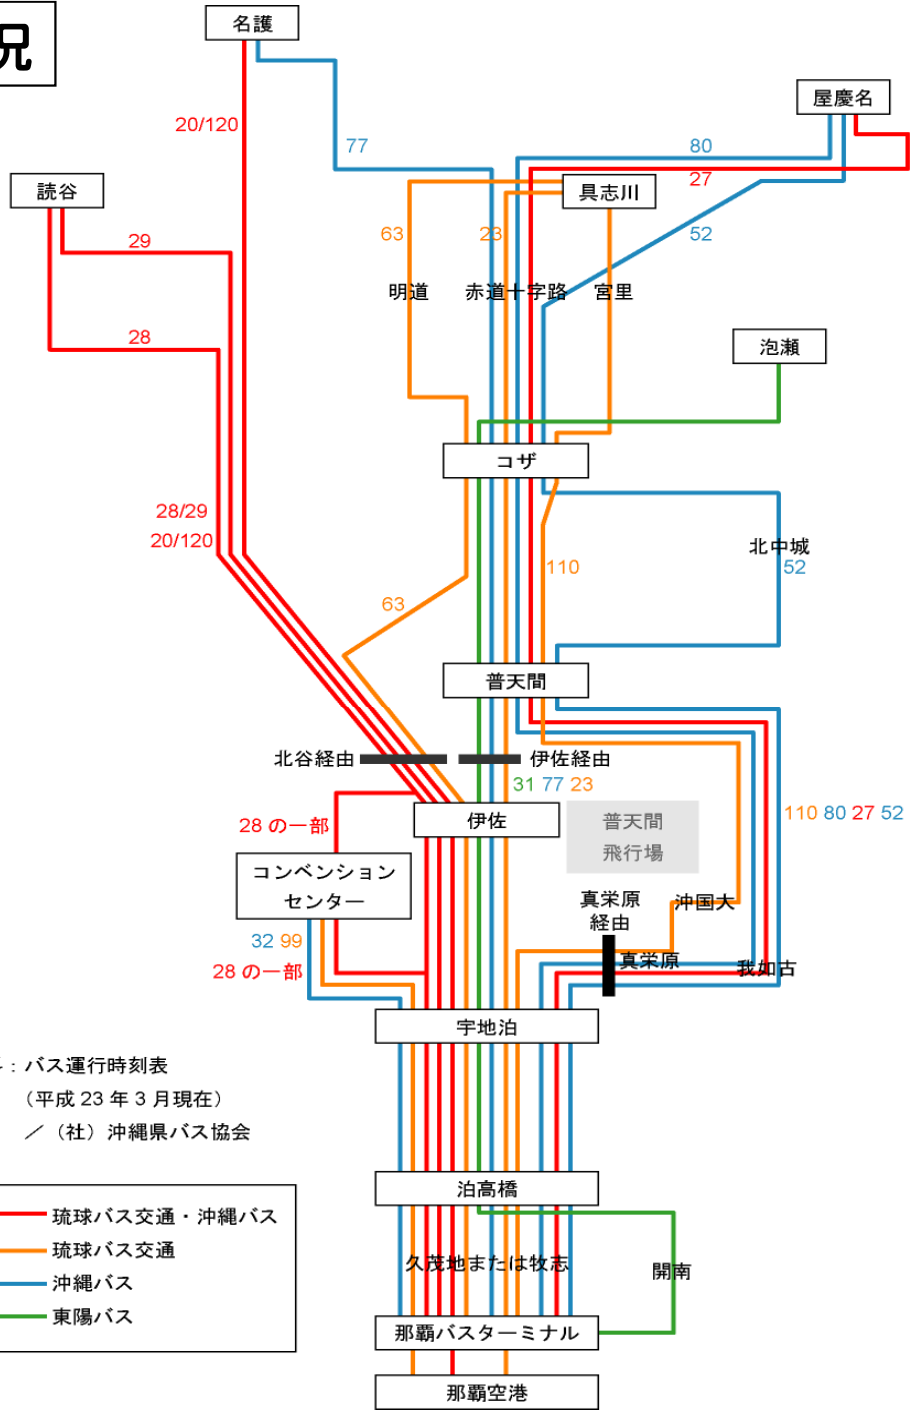 況
名護
屋慶名
20/120
77
80
読谷
27
具志川
29
63
23
52
明道
赤道十字路
宮里
28
泡瀬
コザ
28/29
20/120
北中城
52
110
63
普天間
北谷経由
伊佐経由
31 77 23
28 の一部
伊佐
普天間
飛行場
110 80 27 52
コンベンション
センター
真栄原
経由
沖国大
32 99
28 の一部
真栄原
我如古
宇地泊
：バス運行時刻表
（平成 23 年 3 月現在）
／（社）沖縄県バス協会
泊高橋
琉球バス交通・沖縄バス
琉球バス交通
沖縄バス
東陽バス
久茂地または牧志
開南
那覇バスターミナル
那覇空港